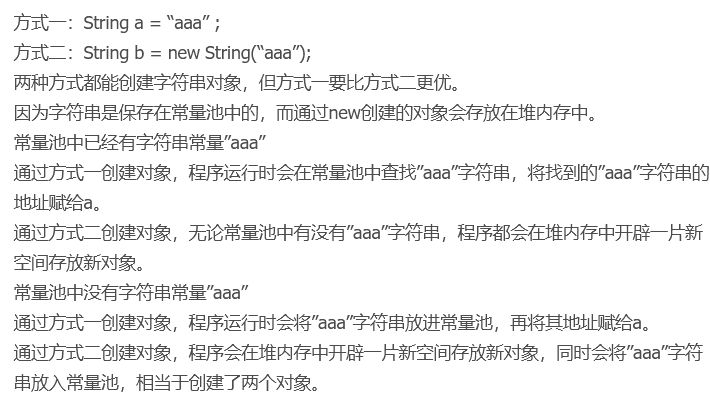 方式一：String a = “aaa” ;
方式二：String b = new String(“aaa”);
两种方式都能创建字符串对象，但方式一要比方式二更优。
因为字符串是保存在常量池中的，而通过new创建的对象会存放在堆内存中。
常量池中已经有字符串常量”aaa”
通过方式一创建对象，程序运行时会在常量池中查找”aaa”字符串，将找到的”aaa”字符串的
地址赋给a。
通过方式二创建对象，无论常量池中有没有”aaa”字符串，程序都会在堆内存中开辟一片新
空间存放新对象。
常量池中没有字符串常量”aaa”
通过方式一创建对象，程序运行时会将”aaa”字符串放进常量池，再将其地址赋给a。
通过方式二创建对象，程序会在堆内存中开辟一片新空间存放新对象，同时会将”aaa”字符
串放入常量池，相当于创建了两个对象。